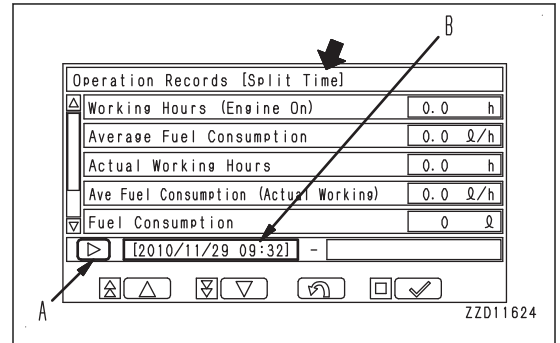 B
Operation Records [Split Time]
Working Hours (Engine On) 0.0 h
Average Fuel Consumption 0.0 ℓ/h
Actual Working Hours 0.0 h
Ave Fuel Consumption (Actual Working) 0.0 ℓ/h
Fuel Consumption 0 ℓ
[2010/11/29 09:32] -
A
ZZD11624